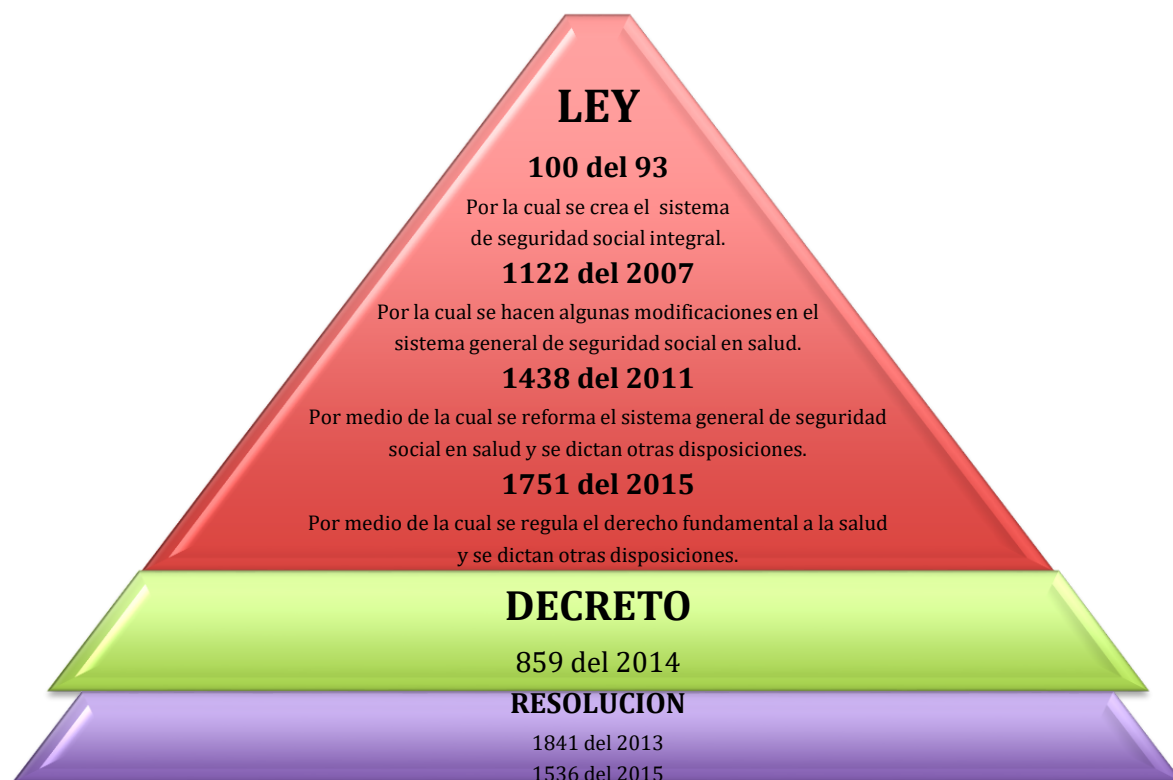 LEY
100 del 93
Por la cual se crea el sistema
de seguridad social integral.
1122 del 2007
Por la cual se hacen algunas modificaciones en el
sistema general de seguridad social en salud.
1438 del 2011
Por medio de la cual se reforma el sistema general de seguridad
social en salud y se dictan otras disposiciones.
1751 del 2015
Por medio de la cual se regula el derecho fundamental a la salud
y se dictan otras disposiciones.
DECRETO
859 del 2014
RESOLUCION
1841 del 2013
1536 del 2015